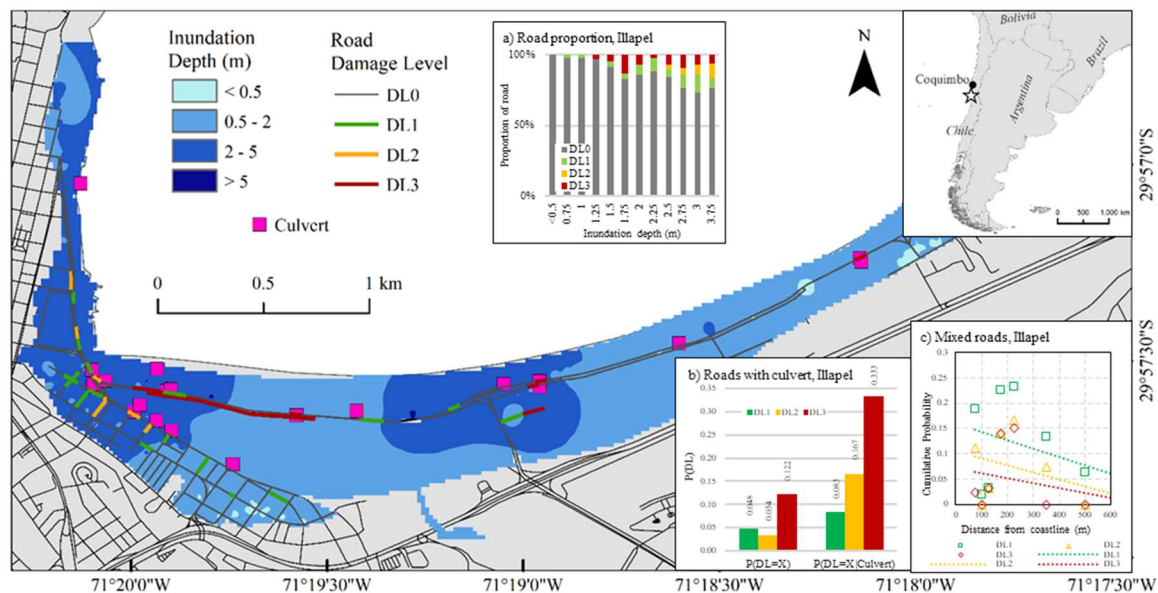 Inundation
Depth (m)
< 0.5
0.5 - 2
2 - 5
> 5
Road
Damage Level
DL0
DL1
DL2
DL3
Culvert
0 0.5 1 km
a) Road proportion, Illapel
100%
50%
0%
Proportion of road
DL0
DL1
DL2
DL3
<0.5 0.75 1 1.25 1.5 1.75 2 2.25 2.5 2.75 3 3.75
Inundation depth (m)
N
Bolivia
Brazil
Coquimbo
Argentina
Chile
0 1,000 km
29°57'0"S
29°57'30"S
b) Roads with culvert, Illapel
0.35
0.30
0.25
0.20
0.15
0.10
0.05
0.00
P(DL)
DL1 DL2 DL3
0.048 0.034 0.122 0.083 0.167 0.333
P(DL=X) P(DL=X|Culvert)
c) Mixed roads, Illapel
0.3
0.25
0.2
0.15
0.1
0.05
0
Cumulative Probability
0 100 200 300 400 500 600
Distance from coastline (m)
DL1 DL2
DL3 DL1
DL2 DL3
71°20'0"W 71°19'30"W 71°19'0"W 71°18'30"W 71°18'0"W 71°17'30"W